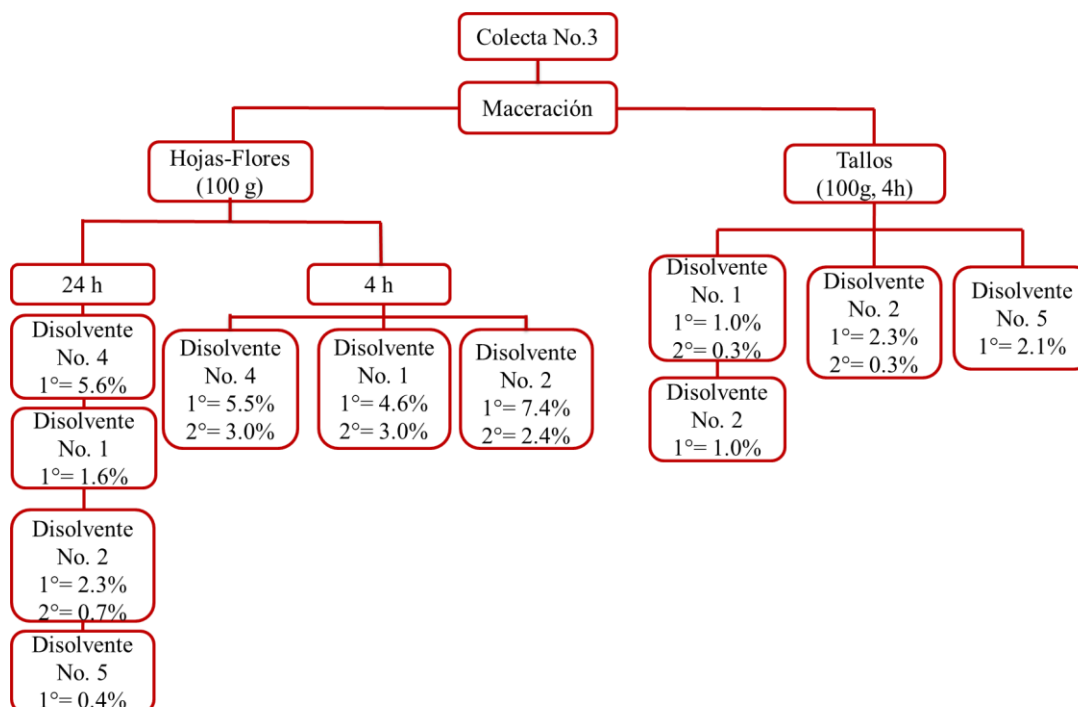 Colecta No.3
Maceración
Hojas-Flores
(100 g)
Tallos
(100g, 4h)
24 h
4 h
Disolvente
No. 4
1°= 5.6%
Disolvente
No. 1
1°= 1.6%
Disolvente
No. 2
1°= 2.3%
2°= 0.7%
Disolvente
No. 5
1°= 0.4%
Disolvente
No. 4
1°= 5.5%
2°= 3.0%
Disolvente
No. 1
1°= 4.6%
2°= 3.0%
Disolvente
No. 2
1°= 7.4%
2°= 2.4%
Disolvente
No. 1
1°= 1.0%
2°= 0.3%
Disolvente
No. 2
1°= 1.0%
Disolvente
No. 2
1°= 2.3%
2°= 0.3%
Disolvente
No. 5
1°= 2.1%